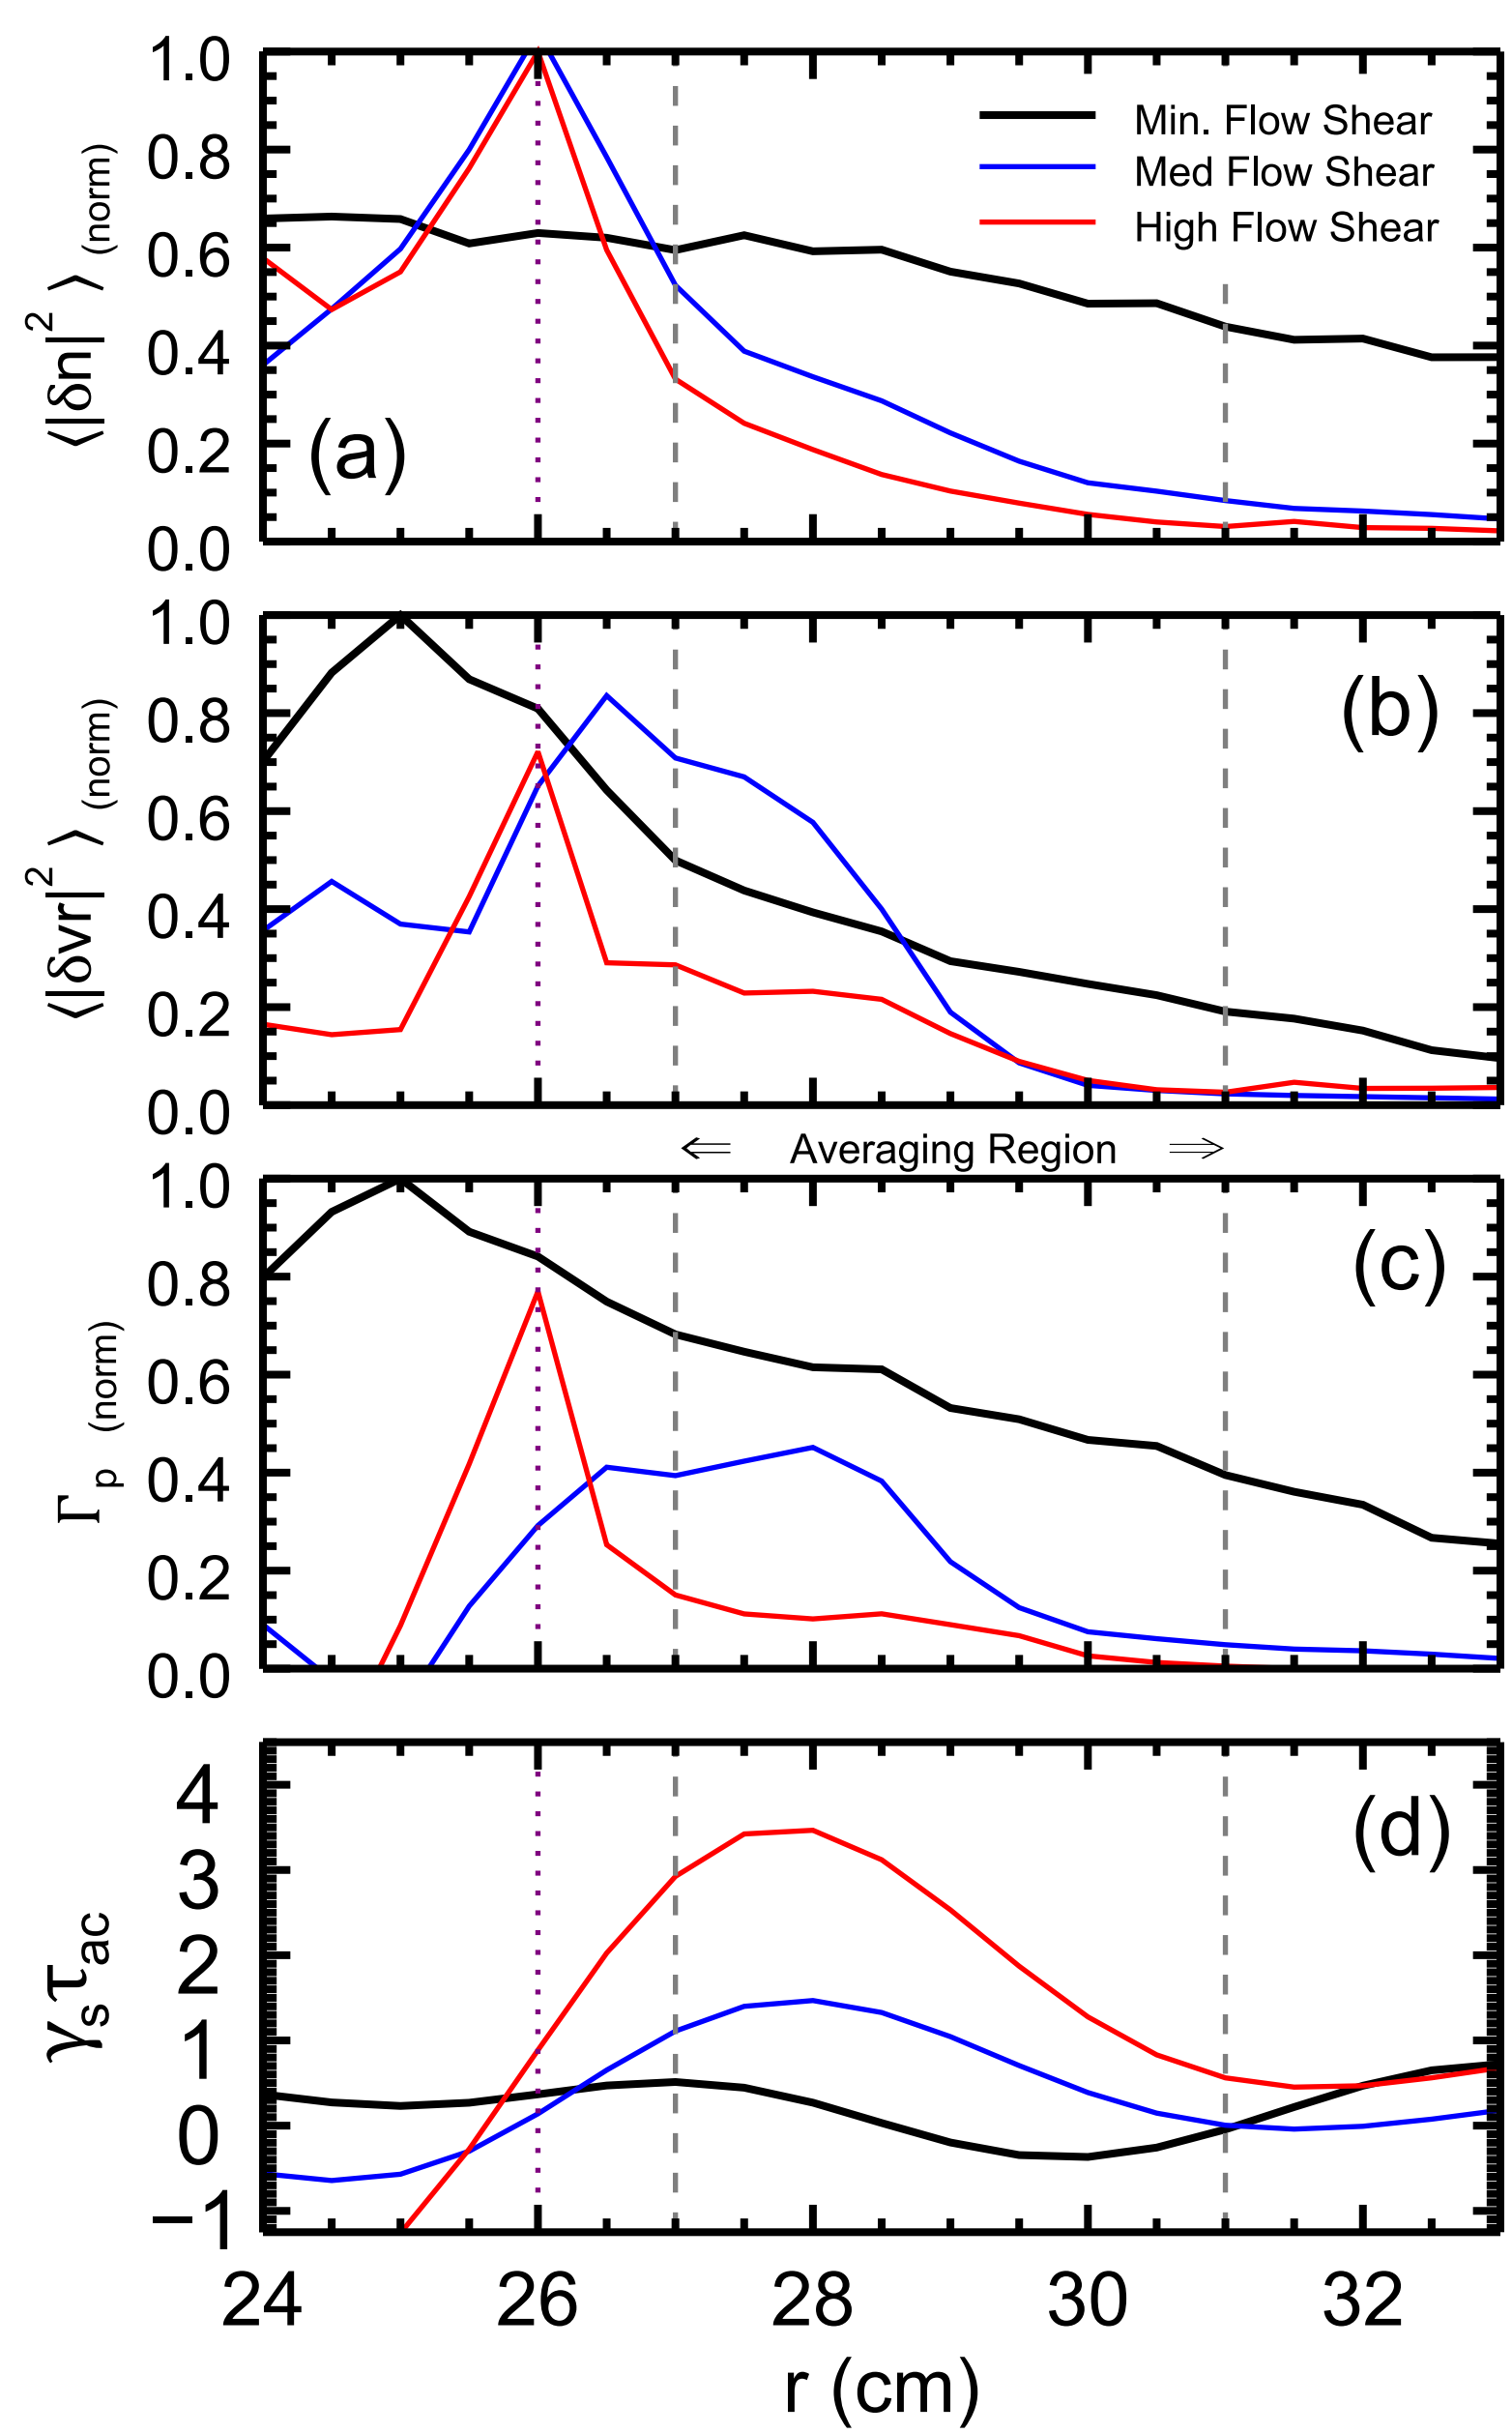 1.0
0.8
0.6
0.4
0.2
0.0
⟨|δn|² ⟩ (norm)
Min. Flow Shear
Med Flow Shear
High Flow Shear
(a)
1.0
0.8
0.6
0.4
0.2
0.0
⟨|δvr|² ⟩ (norm)
(b)
⇐ Averaging Region ⇒
1.0
0.8
0.6
0.4
0.2
0.0
Γp (norm)
(c)
4
3
2
1
0
−1
γsτac
(d)
24 26 28 30 32
r (cm)